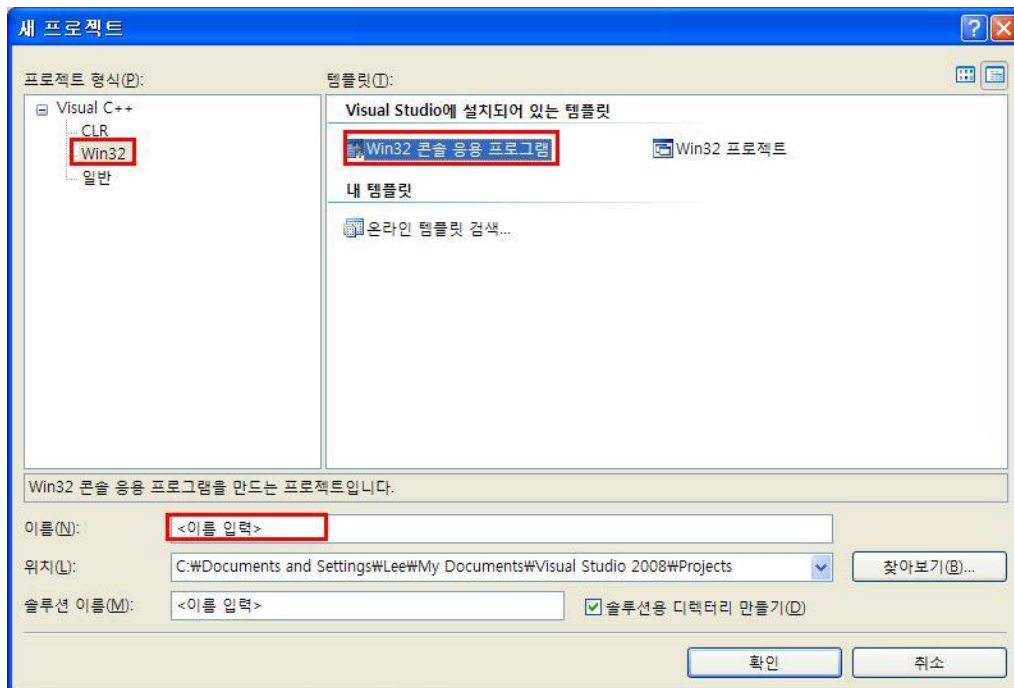 새 프로젝트
프로젝트 형식(P):
템플릿(T):
Visual C++
CLR
Win32
일반
Visual Studio에 설치되어 있는 템플릿
Win32 콘솔 응용 프로그램
Win32 프로젝트
내 템플릿
온라인 템플릿 검색...
Win32 콘솔 응용 프로그램을 만드는 프로젝트입니다.
이름(N):
<이름 입력>
위치(L):
C:₩Documents and Settings₩Lee₩My Documents₩Visual Studio 2008₩Projects
찾아보기(B)...
솔루션 이름(M):
<이름 입력>
솔루션용 디렉터리 만들기(D)
확인
취소